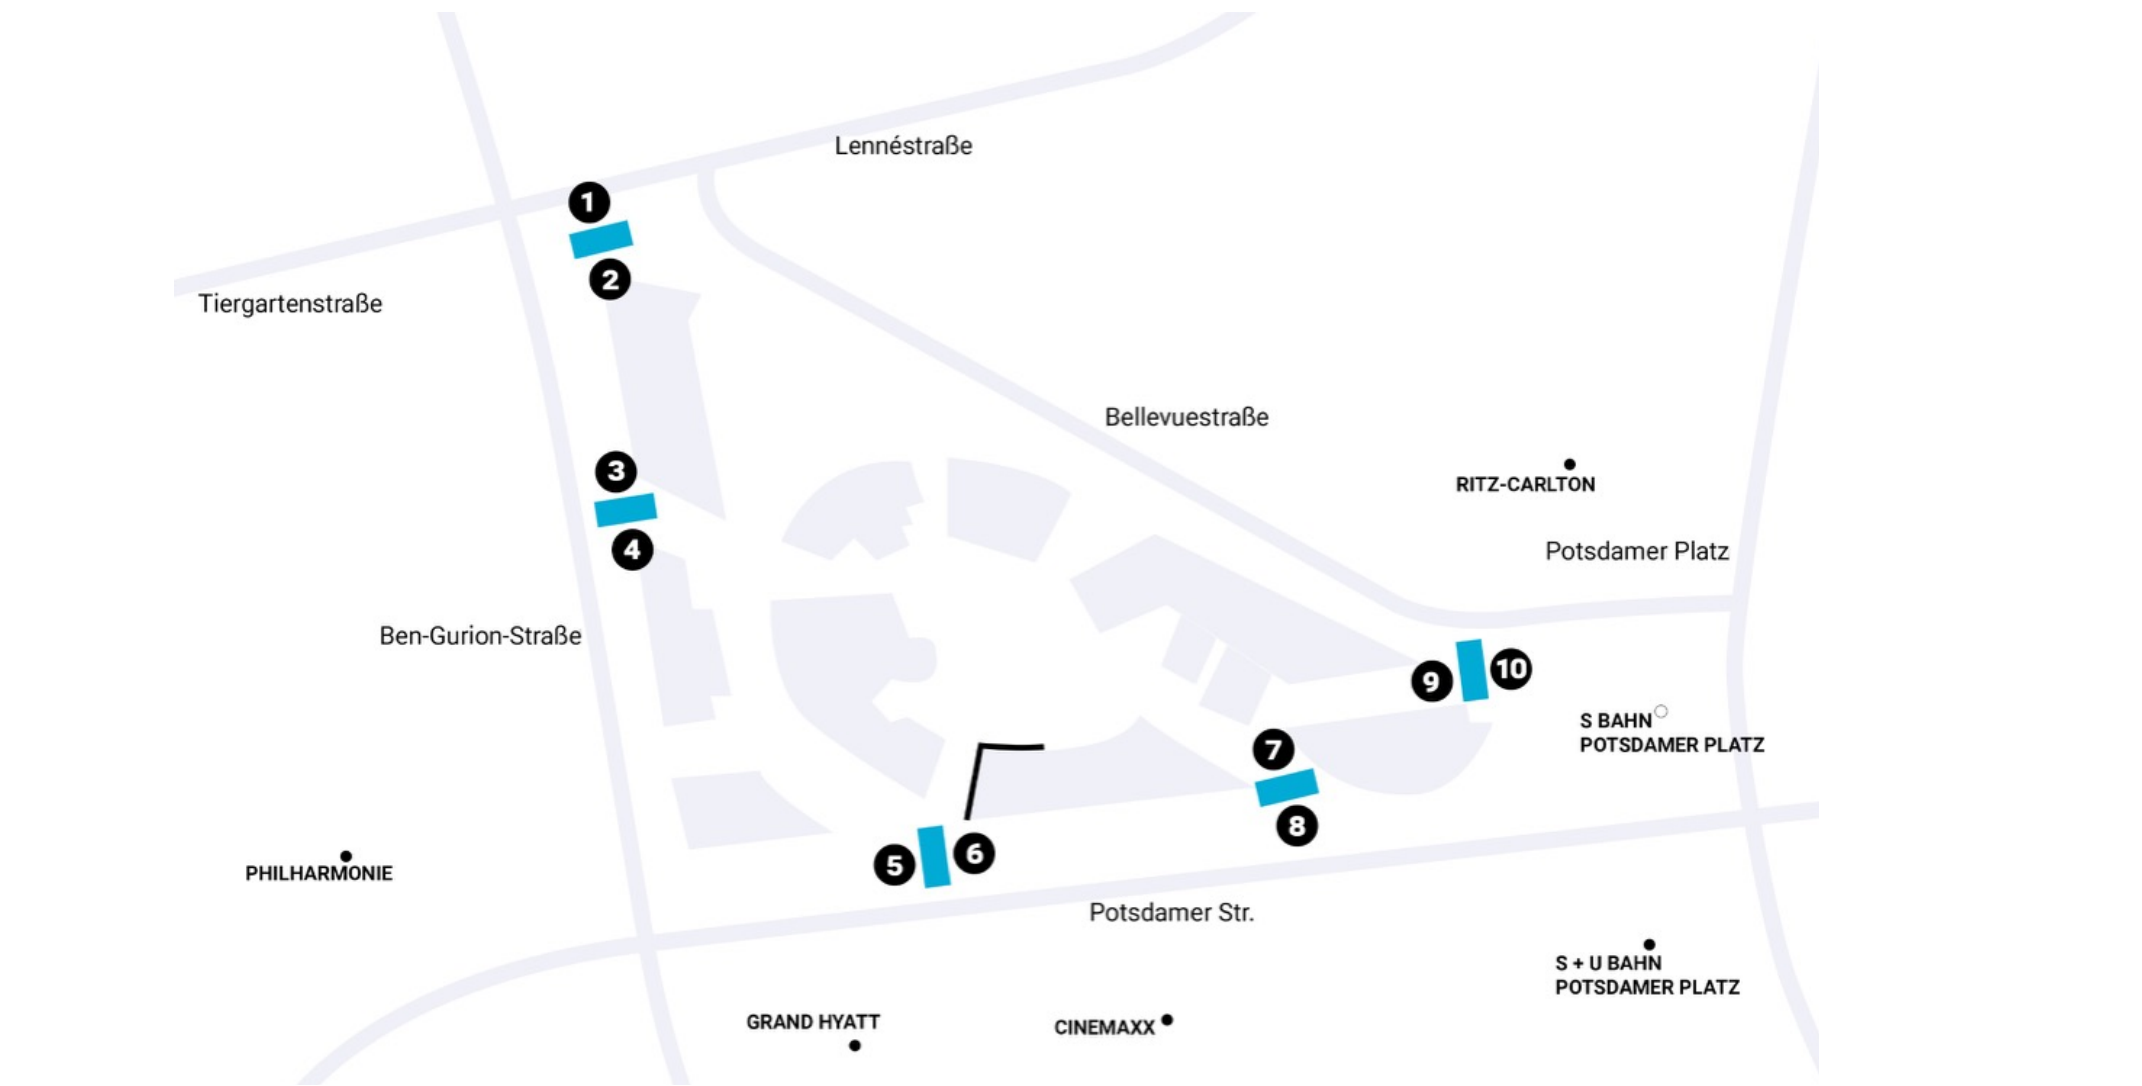 Lennéstraße
1
2
Tiergartenstraße
Bellevuestraße
3
RITZ-CARLTON
4
Potsdamer Platz
Ben-Gurion-Straße
9
10
S BAHN
POTSDAMER PLATZ
7
8
5
6
PHILHARMONIE
Potsdamer Str.
S + U BAHN
POTSDAMER PLATZ
GRAND HYATT
CINEMAXX